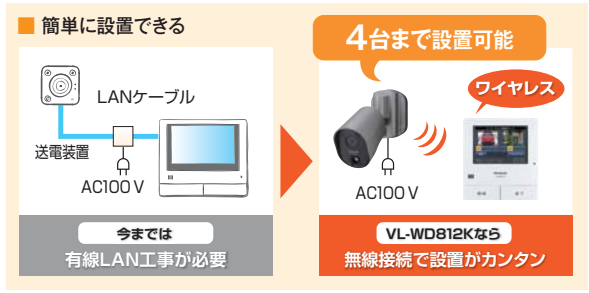 簡単に設置できる
4台まで設置可能
LANケーブル
送電装置
AC100V
ワイヤレス
AC100V
今までは
有線LAN工事が必要
VL-WD812Kなら
無線接続で設置がカンタン